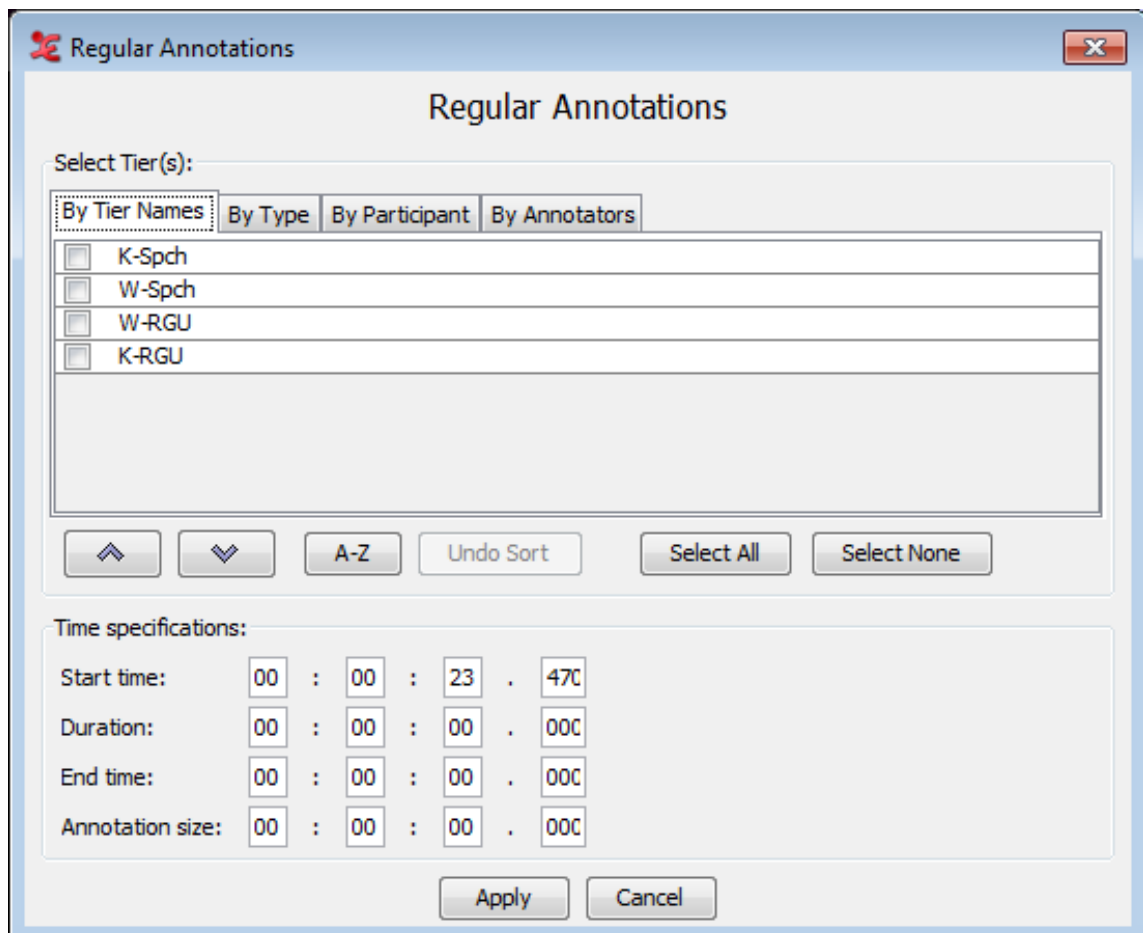 Regular Annotations
Regular Annotations
Select Tier(s):
By Tier Names By Type By Participant By Annotators
K-Spch
W-Spch
W-RGU
K-RGU
A-Z Undo Sort Select All Select None
Time specifications:
Start time: 00 : 00 : 23 . 470
Duration: 00 : 00 : 00 . 000
End time: 00 : 00 : 00 . 000
Annotation size: 00 : 00 : 00 . 000
Apply Cancel